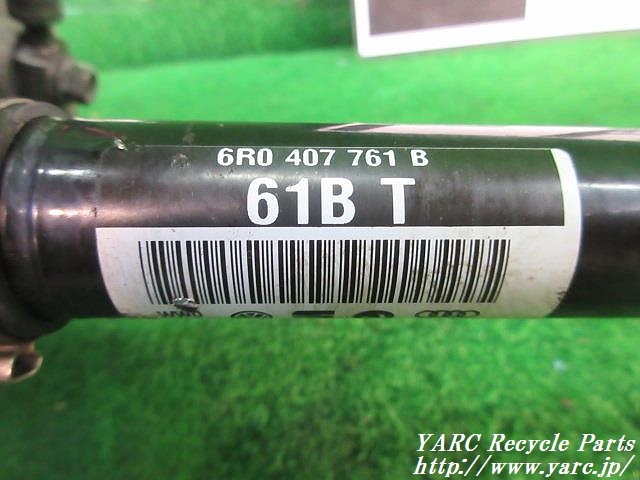 6R0 407 761 B
61B T
YARC Recycle Parts
http://www.yarc.jp/